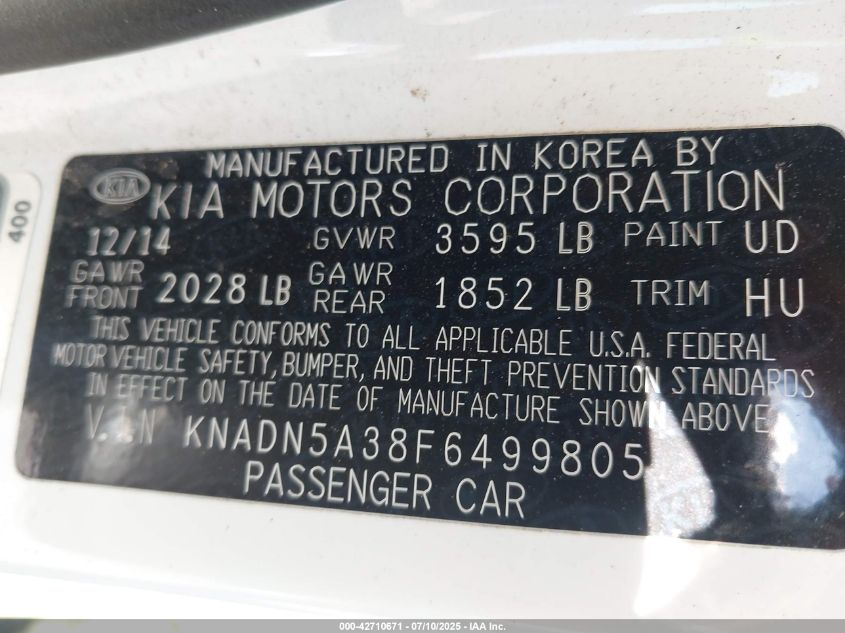 400
MANUFACTURED IN KOREA BY
KIA KIA MOTORS CORPORATION
12/14 GVWR 3595 LB PAINT UD
GAWR FRONT 2028 LB GAWR REAR 1852 LB TRIM HU
THIS VEHICLE CONFORMS TO ALL APPLICABLE U.S.A. FEDERAL
MOTOR VEHICLE SAFETY, BUMPER, AND THEFT PREVENTION STANDARDS
IN EFFECT ON THE DATE OF MANUFACTURE SHOWN ABOVE.
V.I.N KNADN5A38F6499805
PASSENGER CAR
000-42710671 - 07/10/2025 - IAA Inc.